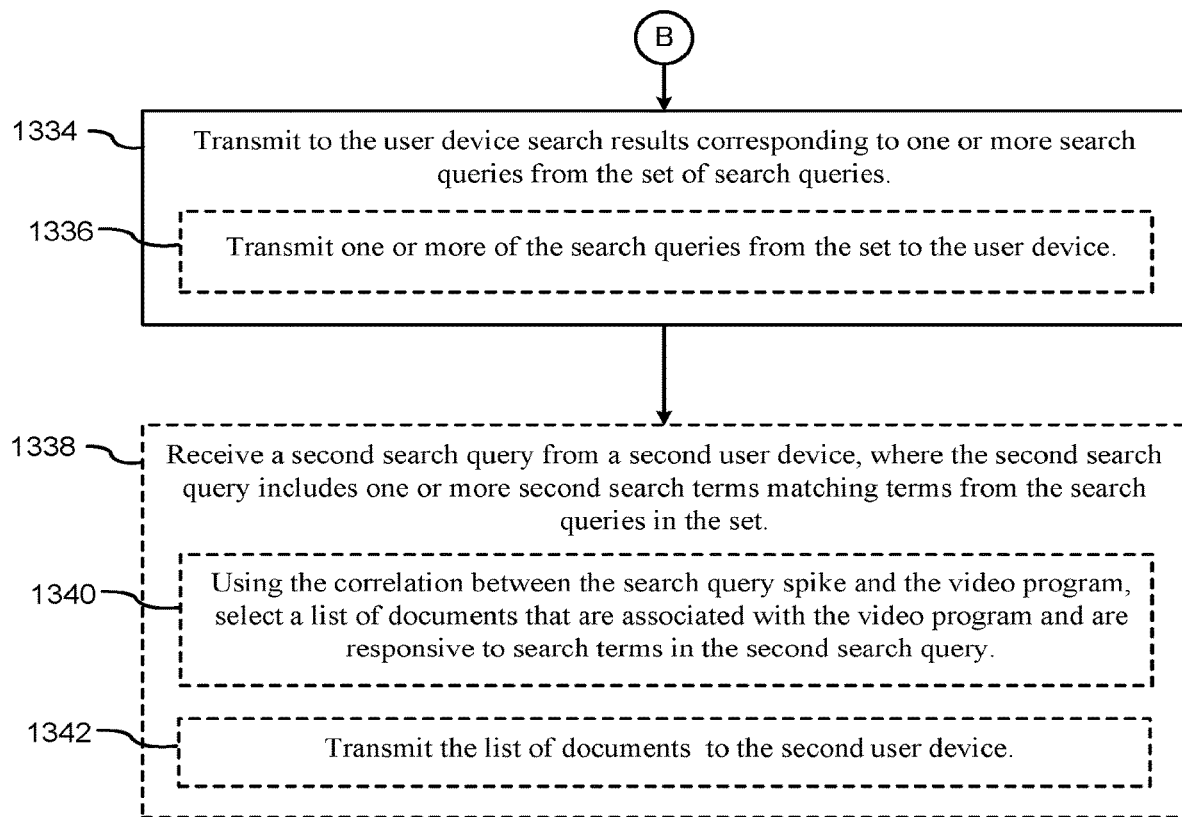 B
1334
Transmit to the user device search results corresponding to one or more search
queries from the set of search queries.
1336
Transmit one or more of the search queries from the set to the user device.
1338
Receive a second search query from a second user device, where the second search
query includes one or more second search terms matching terms from the search
queries in the set.
1340
Using the correlation between the search query spike and the video program,
select a list of documents that are associated with the video program and are
responsive to search terms in the second search query.
1342
Transmit the list of documents to the second user device.